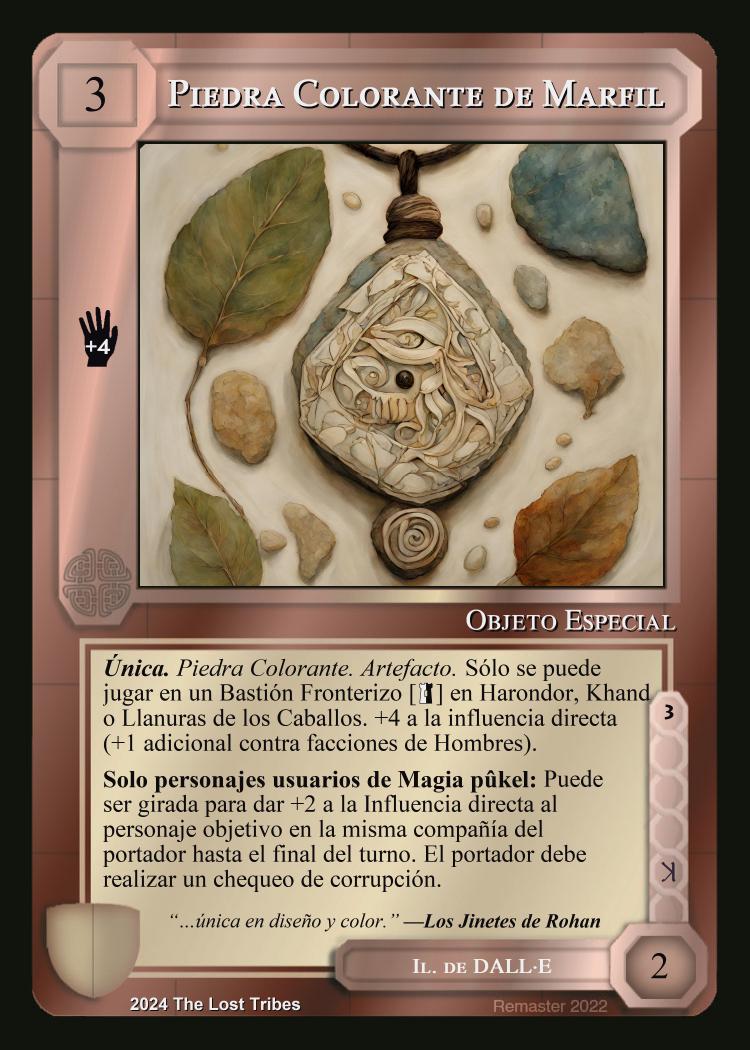 3
Piedra Colorante de Marfil
+4
Objeto Especial
Única. Piedra Colorante. Artefacto. Sólo se puede
jugar en un Bastión Fronterizo [] en Harondor, Khand
o Llanuras de los Caballos. +4 a la influencia directa
(+1 adicional contra facciones de Hombres).
3
Solo personajes usuarios de Magia pûkel: Puede
ser girada para dar +2 a la Influencia directa al
personaje objetivo en la misma compañía del
portador hasta el final del turno. El portador debe
realizar un chequeo de corrupción.
“...única en diseño y color.” —Los Jinetes de Rohan
Il. de DALL·E
2
2024 The Lost Tribes
Remaster 2022